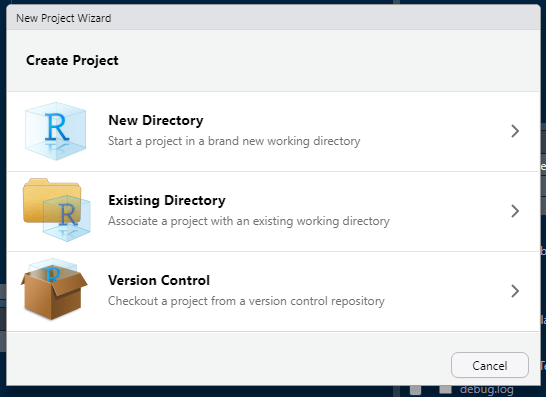 New Project Wizard
Create Project
New Directory
Start a project in a brand new working directory
Existing Directory
Associate a project with an existing working directory
Version Control
Checkout a project from a version control repository
Cancel
debug.log